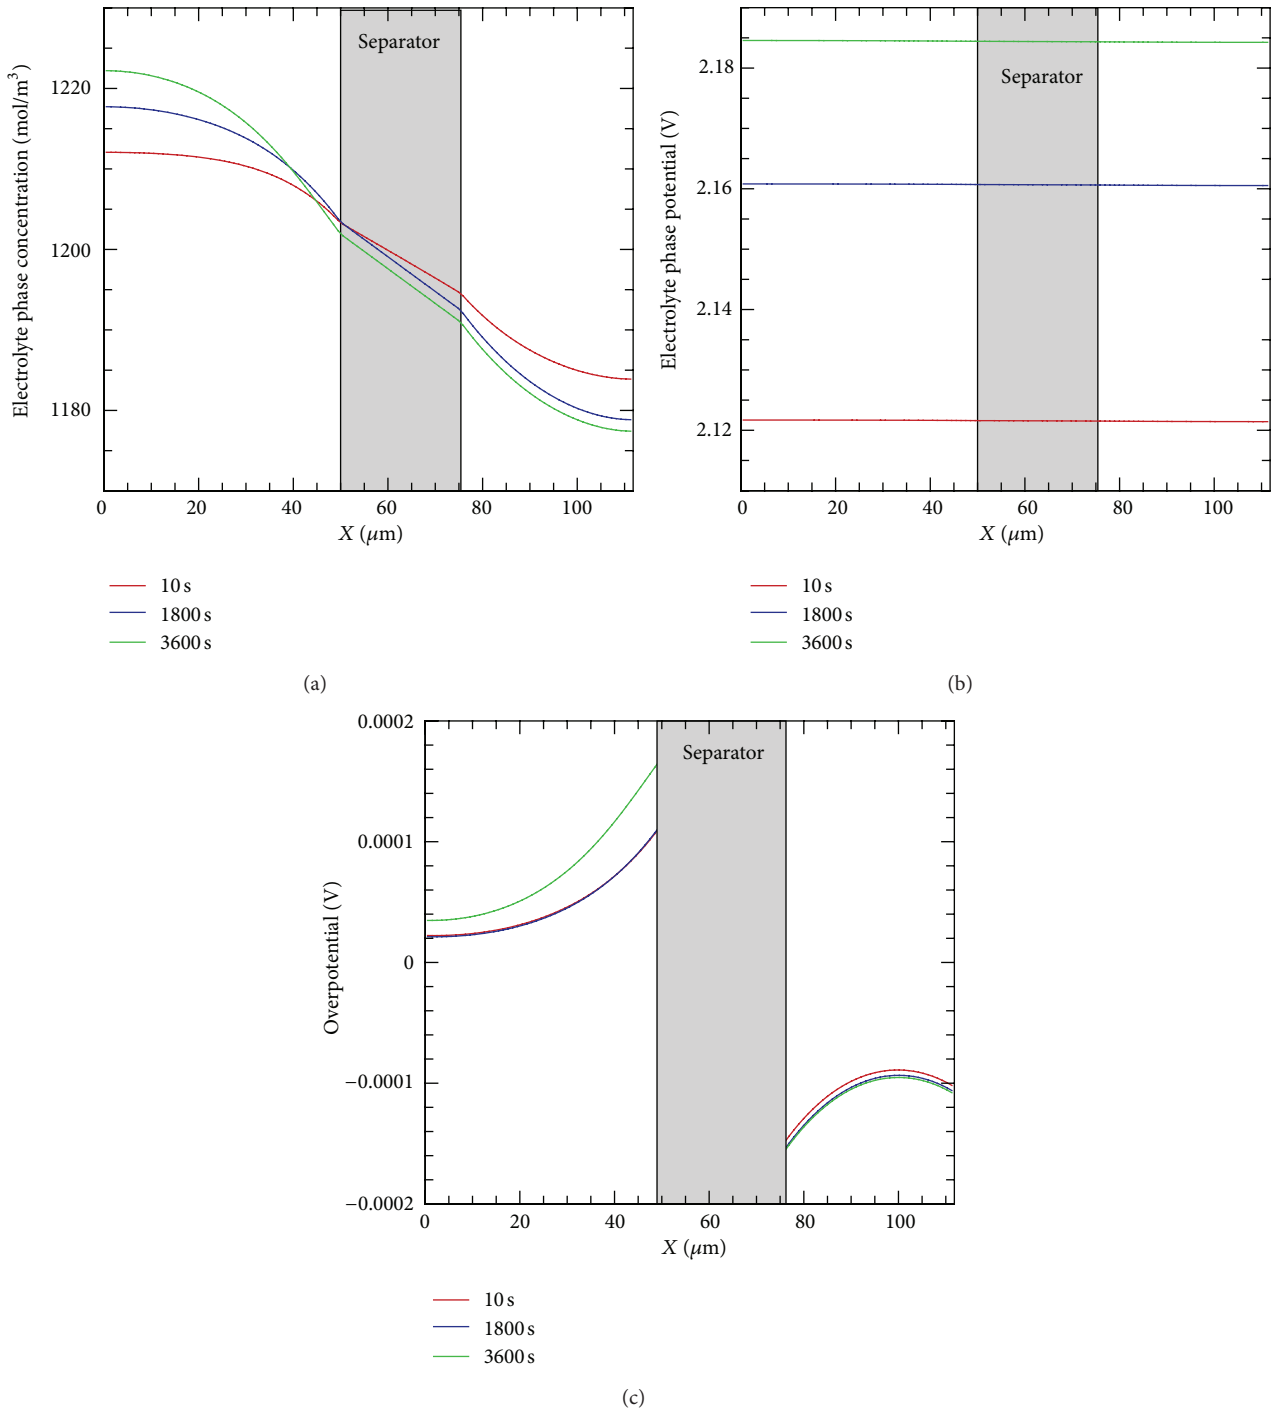 Electrolyte phase concentration (mol/m³)
1220
1200
1180
Separator
0 20 40 60 80 100
X (μm)
10 s
1800 s
3600 s
(a)
Electrolyte phase potential (V)
2.18
2.16
2.14
2.12
Separator
0 20 40 60 80 100
X (μm)
10 s
1800 s
3600 s
(b)
Overpotential (V)
0.0002
0.0001
0
−0.0001
−0.0002
Separator
0 20 40 60 80 100
X (μm)
10 s
1800 s
3600 s
(c)